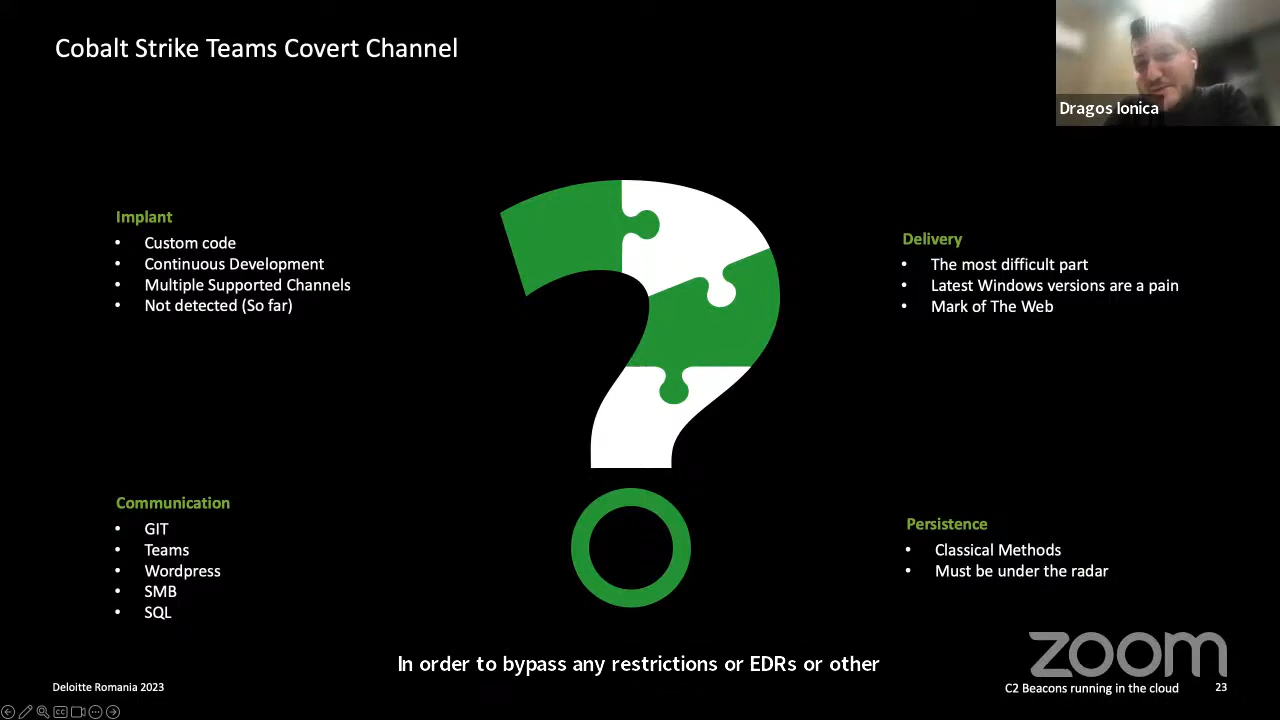 Cobalt Strike Teams Covert Channel
Dragos Ionica
Implant
• Custom code
• Continuous Development
• Multiple Supported Channels
• Not detected (So far)
Delivery
• The most difficult part
• Latest Windows versions are a pain
• Mark of The Web
Communication
• GIT
• Teams
• Wordpress
• SMB
• SQL
Persistence
• Classical Methods
• Must be under the radar
In order to bypass any restrictions or EDRs or other
zoom
Deloitte Romania 2023
C2 Beacons running in the cloud 23
CC